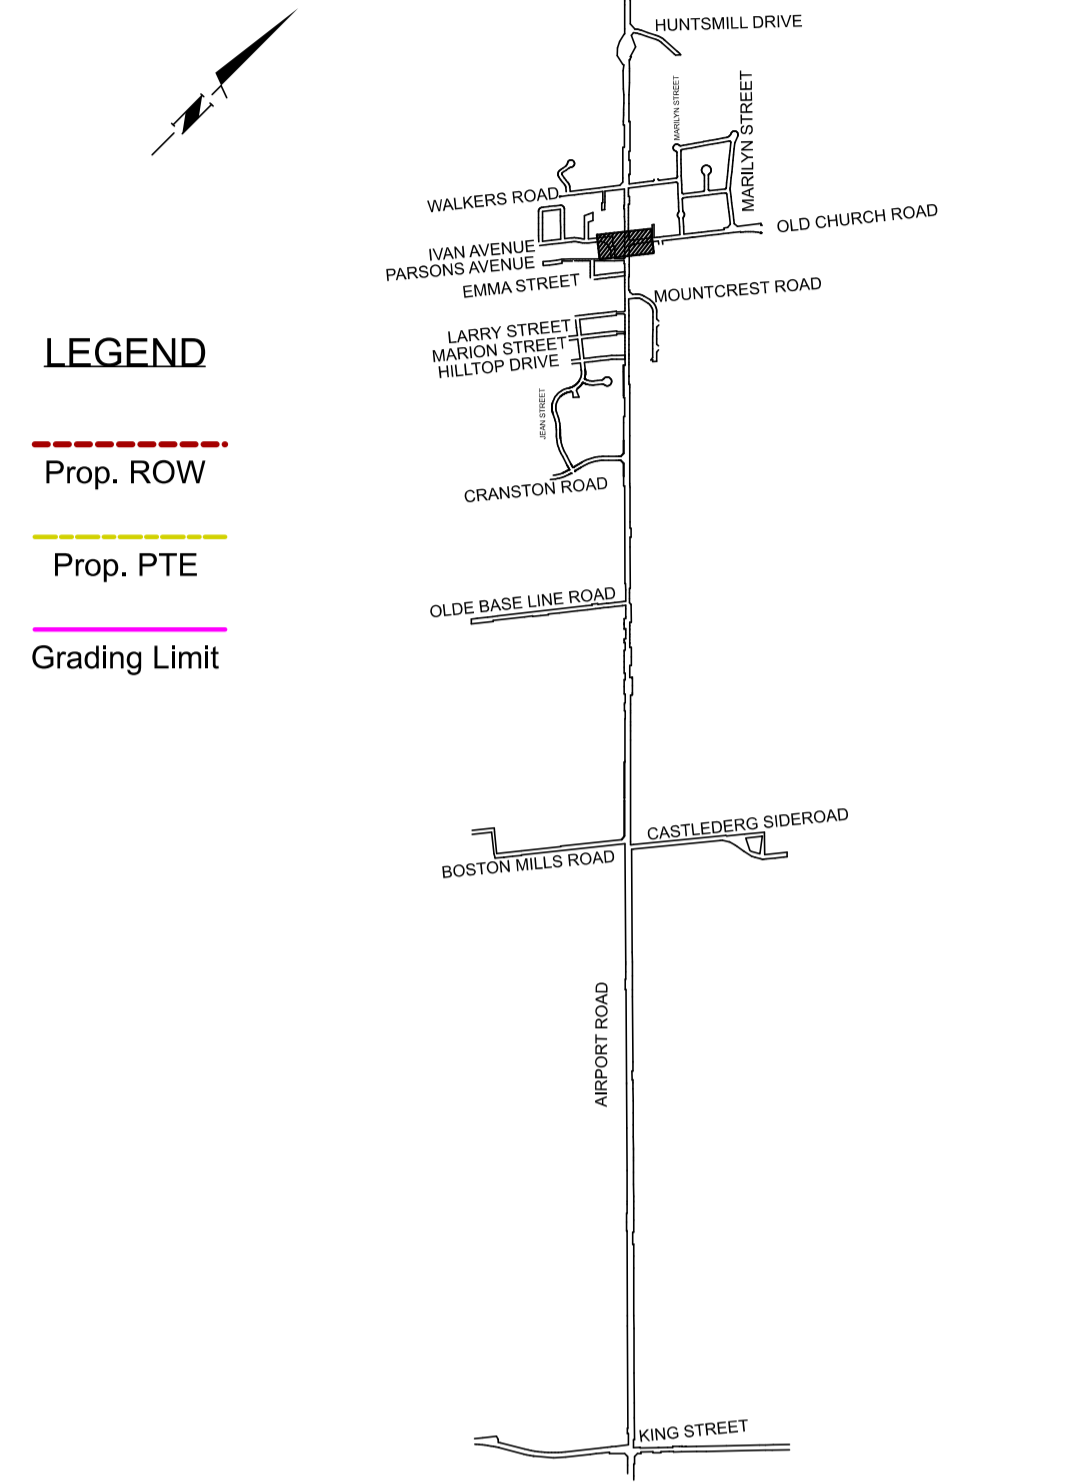 HUNTSMILL DRIVE
MARILYN STREET
MARILYN STREET
N
WALKERS ROAD
OLD CHURCH ROAD
IVAN AVENUE
PARSONS AVENUE
EMMA STREET
MOUNTCREST ROAD
LARRY STREET
MARION STREET
HILLTOP DRIVE
JEAN STREET
CRANSTON ROAD
LEGEND
Prop. ROW
Prop. PTE
Grading Limit
OLDE BASE LINE ROAD
CASTLEDERG SIDEROAD
BOSTON MILLS ROAD
AIRPORT ROAD
KING STREET